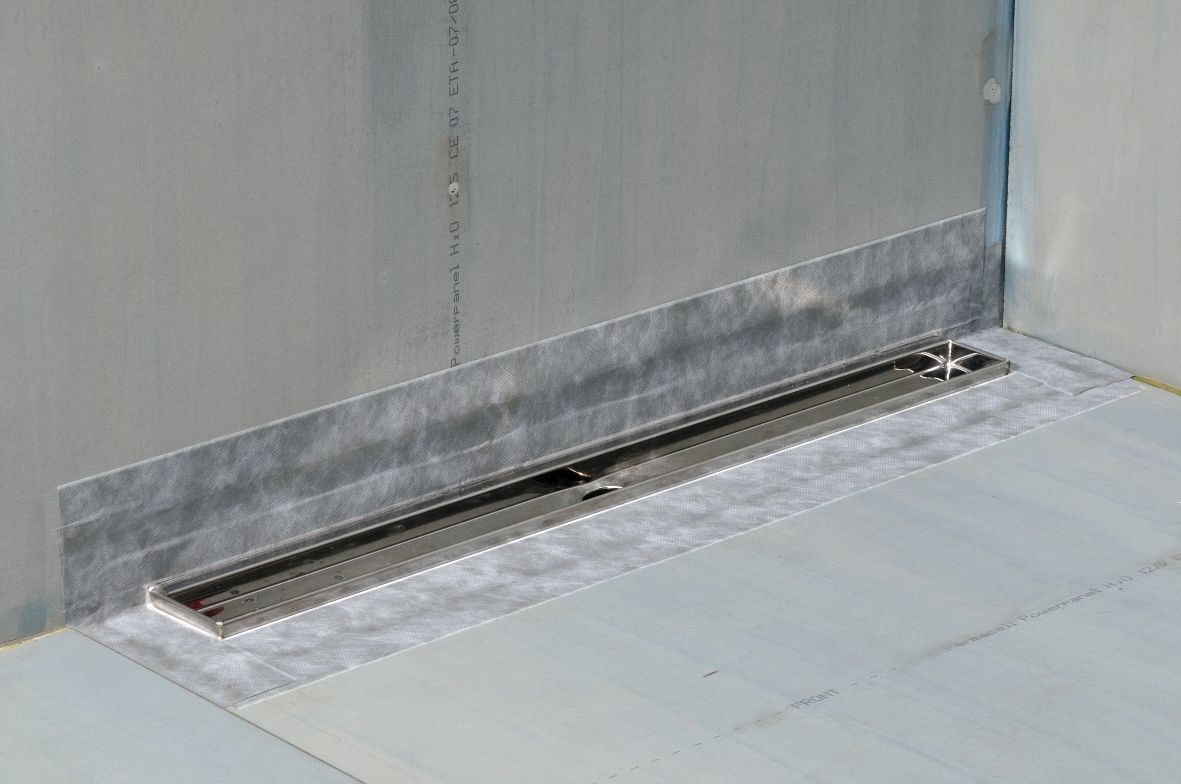 Powerpanel H₂O 12.5 CE 07 ETA-07/0
Fermacell Powerpanel H₂O 12.5
FRONT